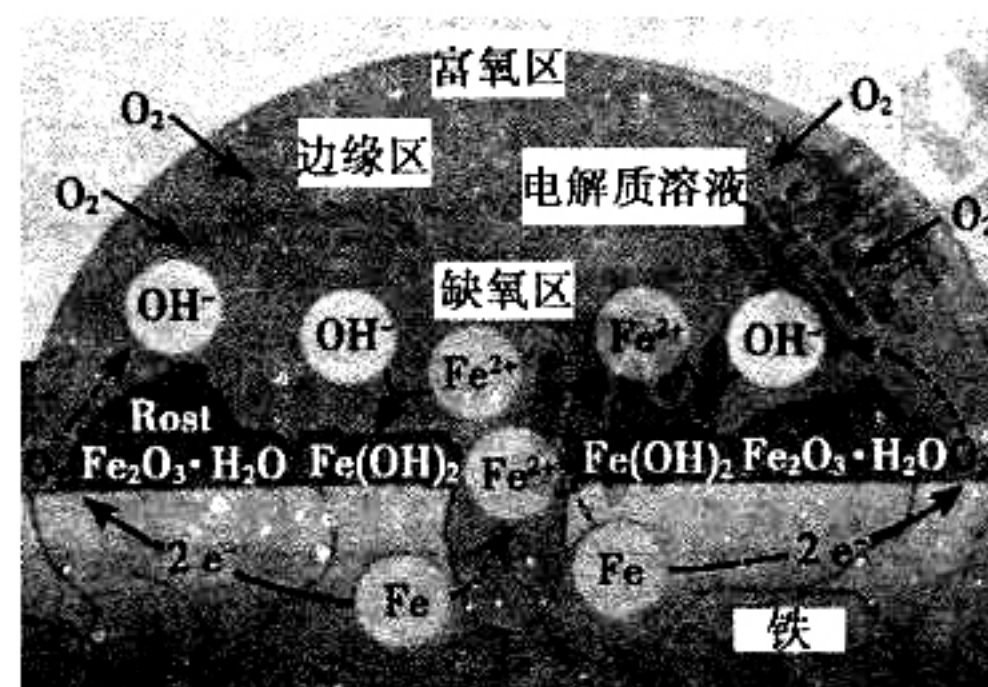 富氧区
O₂
O₂
边缘区
电解质溶液
O₂
O₂
缺氧区
OH⁻
OH⁻
Fe²⁺
Fe²⁺
OH⁻
Rost
Fe₂O₃·H₂O
Fe(OH)₂
Fe²⁺
Fe(OH)₂
Fe₂O₃·H₂O
2 e⁻
Fe
Fe
2 e⁻
铁